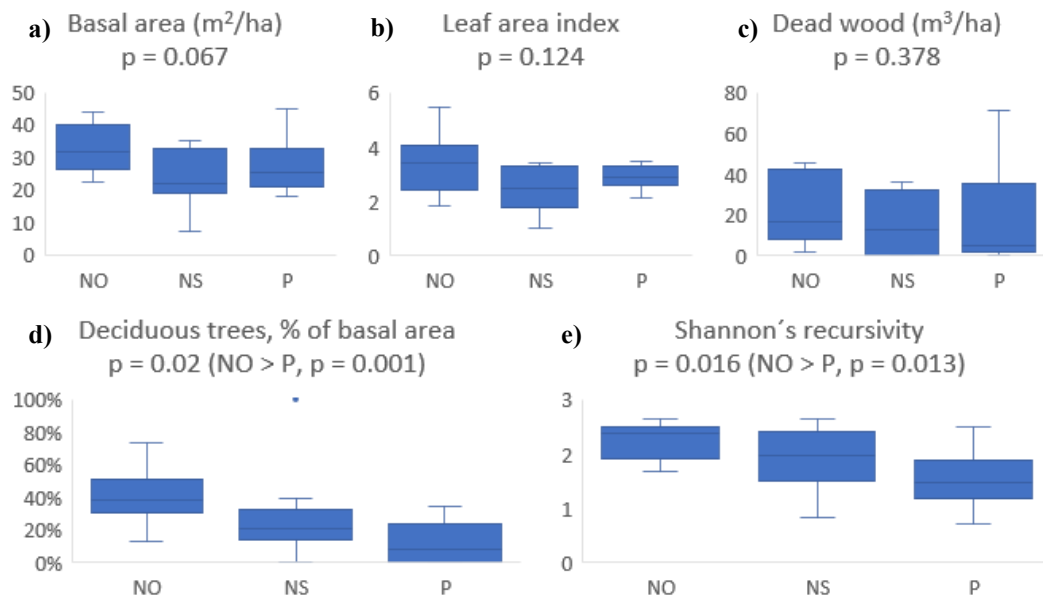 a) Basal area (m²/ha)
p = 0.067
50
40
30
20
10
0
NO NS P
b) Leaf area index
p = 0.124
6
4
2
0
NO NS P
c) Dead wood (m³/ha)
p = 0.378
80
60
40
20
0
NO NS P
d) Deciduous trees, % of basal area
p = 0.02 (NO > P, p = 0.001)
100%
80%
60%
40%
20%
0%
NO NS P
e) Shannon´s recursivity
p = 0.016 (NO > P, p = 0.013)
3
2
1
0
NO NS P